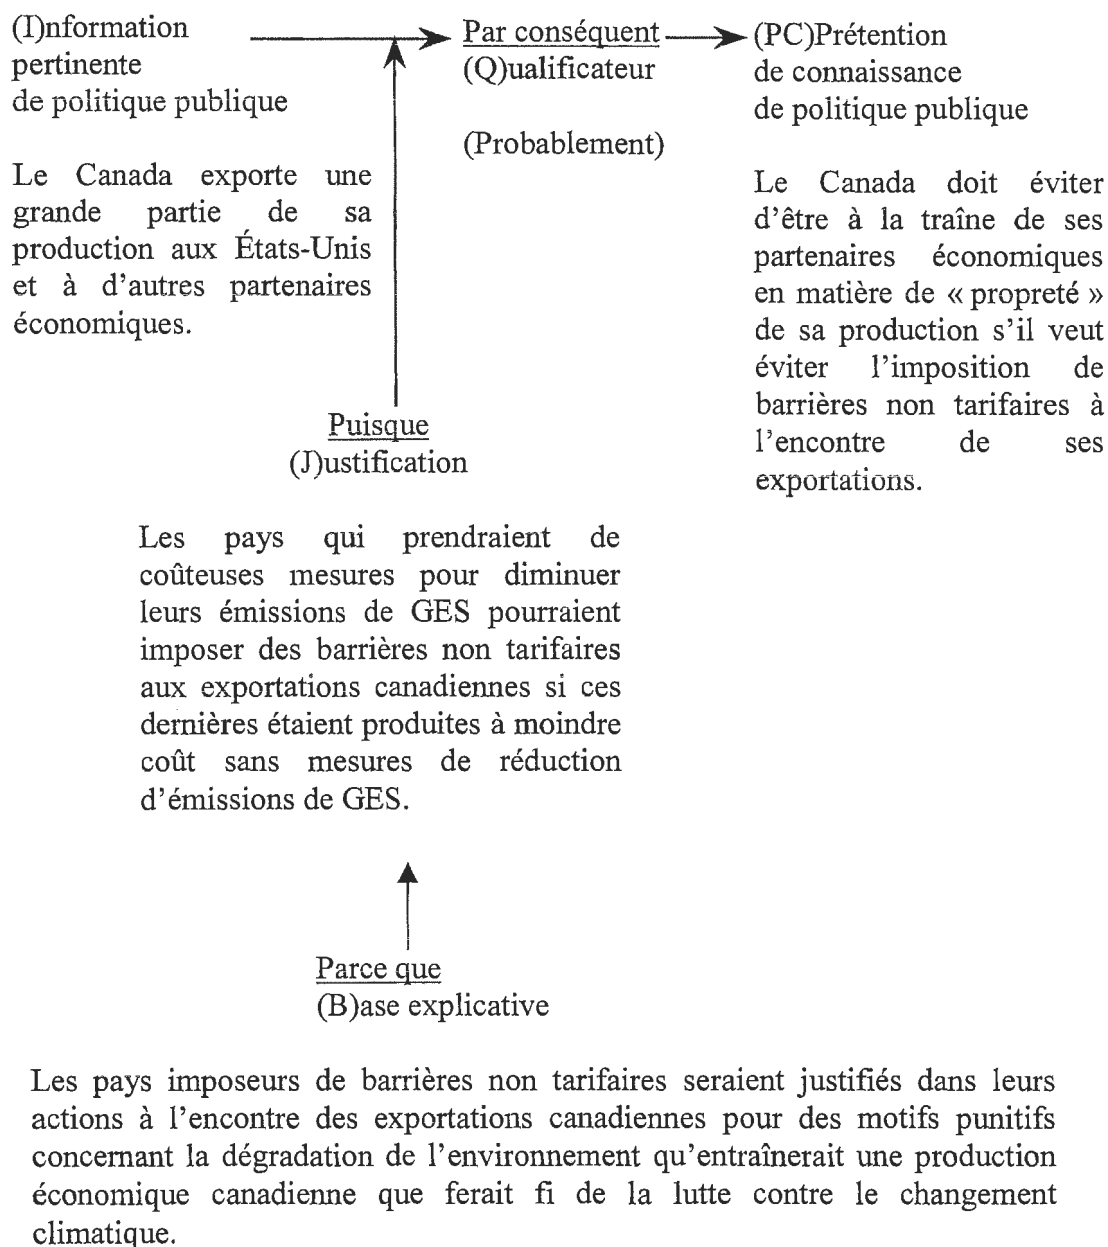 (I)nformation
pertinente
de politique publique
Le Canada exporte une
grande partie de sa
production aux États-Unis
et à d'autres partenaires
économiques.
Par conséquent
(Q)ualificateur
(Probablement)
(PC)Prétention
de connaissance
de politique publique
Le Canada doit éviter
d'être à la traîne de ses
partenaires économiques
en matière de « propreté »
de sa production s'il veut
éviter l'imposition de
barrières non tarifaires à
l'encontre de ses
exportations.
Puisque
(J)ustification
Les pays qui prendraient de
coûteuses mesures pour diminuer
leurs émissions de GES pourraient
imposer des barrières non tarifaires
aux exportations canadiennes si ces
dernières étaient produites à moindre
coût sans mesures de réduction
d'émissions de GES.
Parce que
(B)ase explicative
Les pays imposeurs de barrières non tarifaires seraient justifiés dans leurs
actions à l'encontre des exportations canadiennes pour des motifs punitifs
concernant la dégradation de l'environnement qu'entraînerait une production
économique canadienne que ferait fi de la lutte contre le changement
climatique.